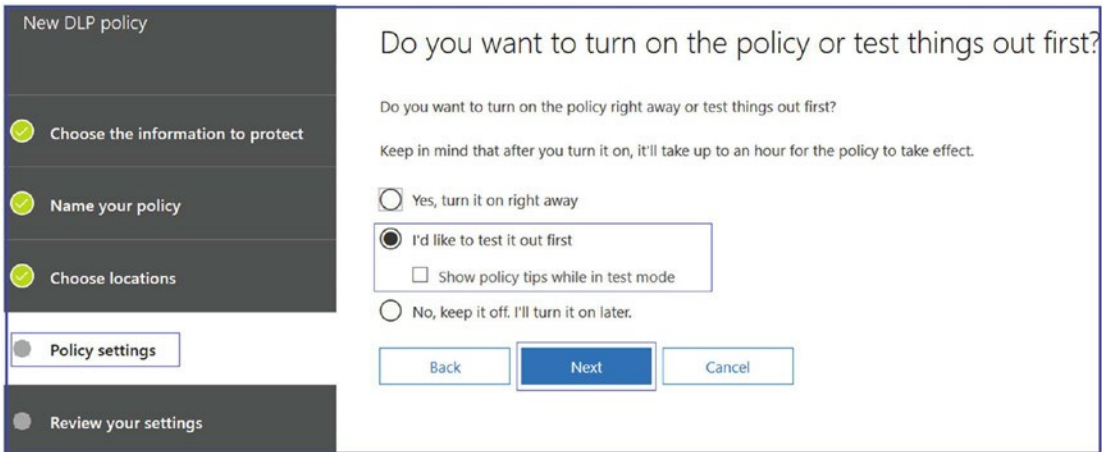 New DLP policy
Choose the information to protect
Name your policy
Choose locations
Policy settings
Review your settings
Do you want to turn on the policy or test things out first?
Do you want to turn on the policy right away or test things out first?
Keep in mind that after you turn it on, it'll take up to an hour for the policy to take effect.
Yes, turn it on right away
I'd like to test it out first
Show policy tips while in test mode
No, keep it off. I'll turn it on later.
Back Next Cancel